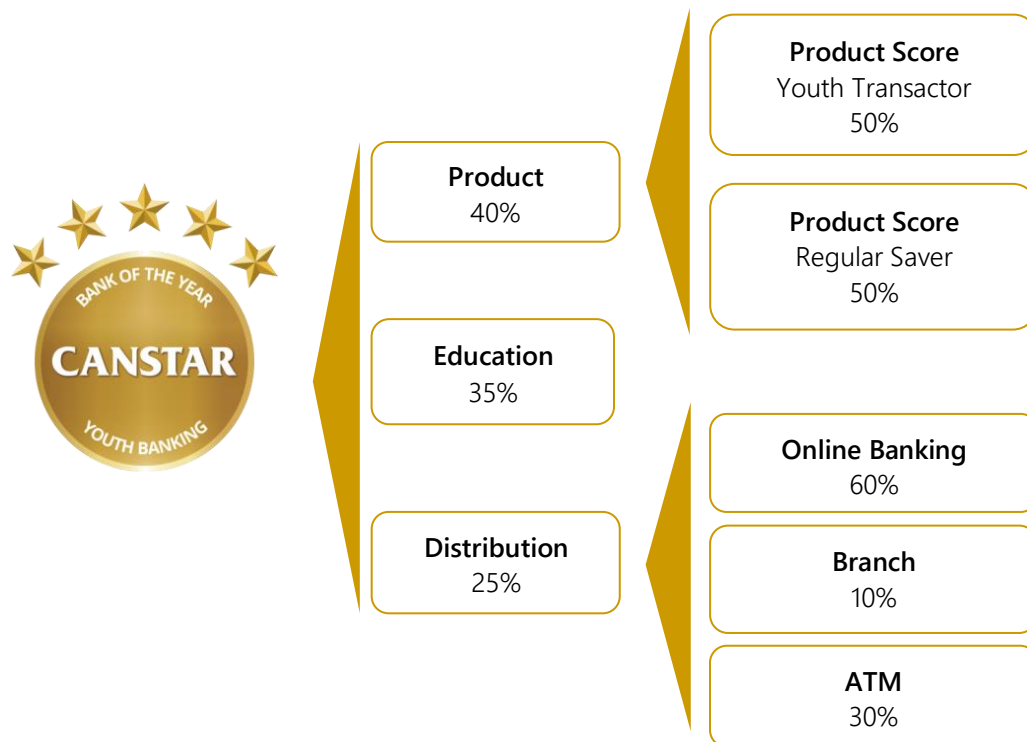 BANK OF THE YEAR
CANSTAR
YOUTH BANKING
Product
40%
Education
35%
Distribution
25%
Product Score
Youth Transactor
50%
Product Score
Regular Saver
50%
Online Banking
60%
Branch
10%
ATM
30%